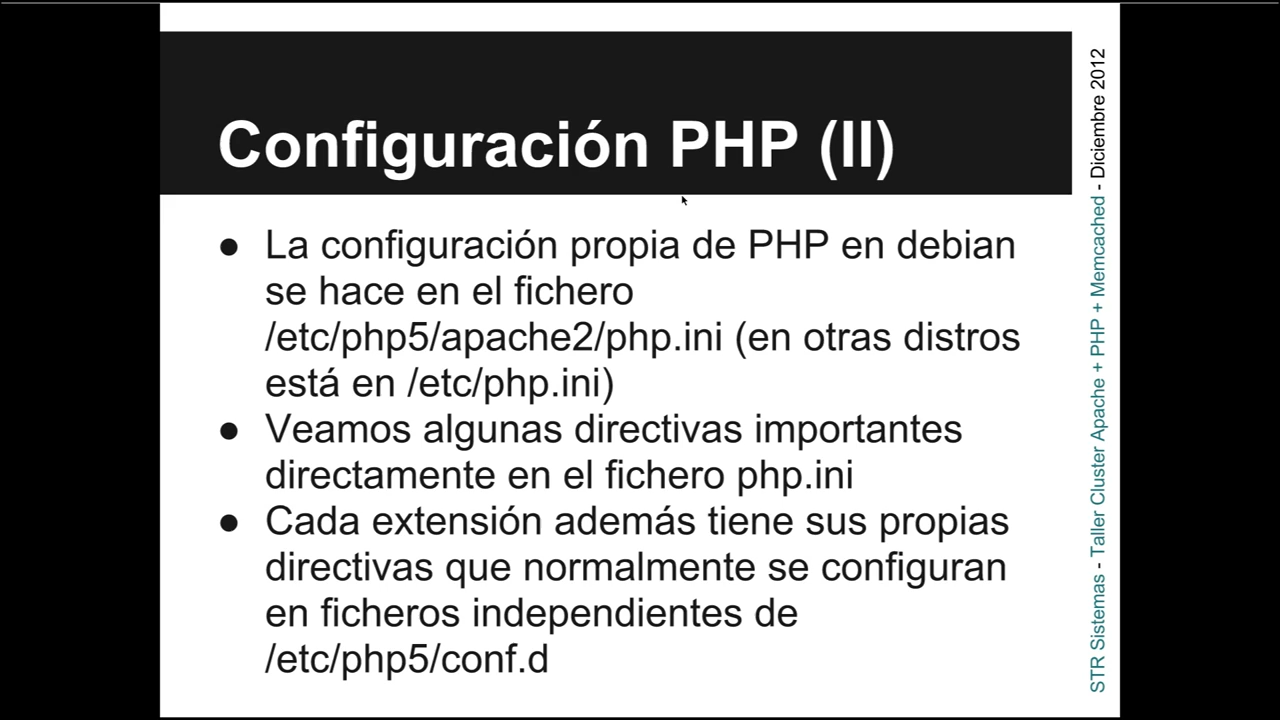 Configuración PHP (II)
● La configuración propia de PHP en debian
se hace en el fichero
/etc/php5/apache2/php.ini (en otras distros
está en /etc/php.ini)
● Veamos algunas directivas importantes
directamente en el fichero php.ini
● Cada extensión además tiene sus propias
directivas que normalmente se configuran
en ficheros independientes de
/etc/php5/conf.d
STR Sistemas - Taller Cluster Apache + PHP + Memcached - Diciembre 2012